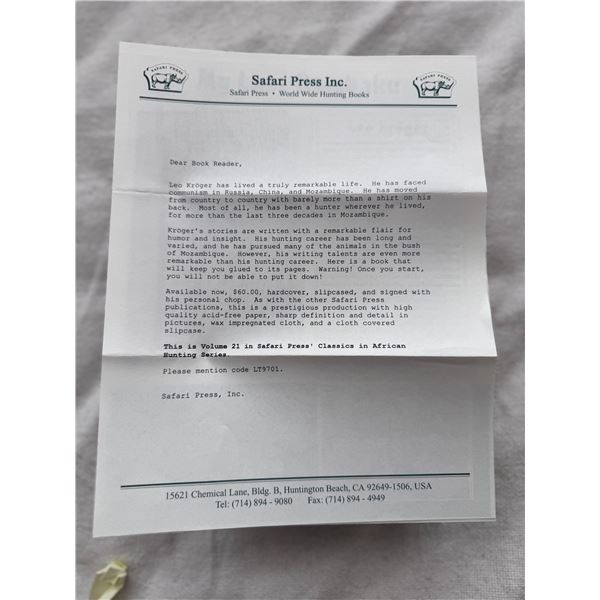 SAFARI PRESS
Safari Press Inc.
SAFARI PRESS
Safari Press • World Wide Hunting Books
Dear Book Reader,
Leo Kröger has lived a truly remarkable life. He has faced
communism in Russia, China, and Mozambique. He has moved
from country to country with barely more than a shirt on his
back. Most of all, he has been a hunter wherever he lived,
for more than the last three decades in Mozambique.
Kröger's stories are written with a remarkable flair for
humor and insight. His hunting career has been long and
varied, and he has pursued many of the animals in the bush
of Mozambique. However, his writing talents are even more
remarkable than his hunting career. Here is a book that
will keep you glued to its pages. Warning! Once you start,
you will not be able to put it down!
Available now, $60.00, hardcover, slipcased, and signed with
his personal chop. As with the other Safari Press
publications, this is a prestigious production with high
quality acid-free paper, sharp definition and detail in
pictures, wax impregnated cloth, and a cloth covered
slipcase.
This is Volume 21 in Safari Press' Classics in African
Hunting Series.
Please mention code LT9701.
Safari Press, Inc.
15621 Chemical Lane, Bldg. B, Huntington Beach, CA 92649-1506, USA
Tel: (714) 894 - 9080 Fax: (714) 894 - 4949